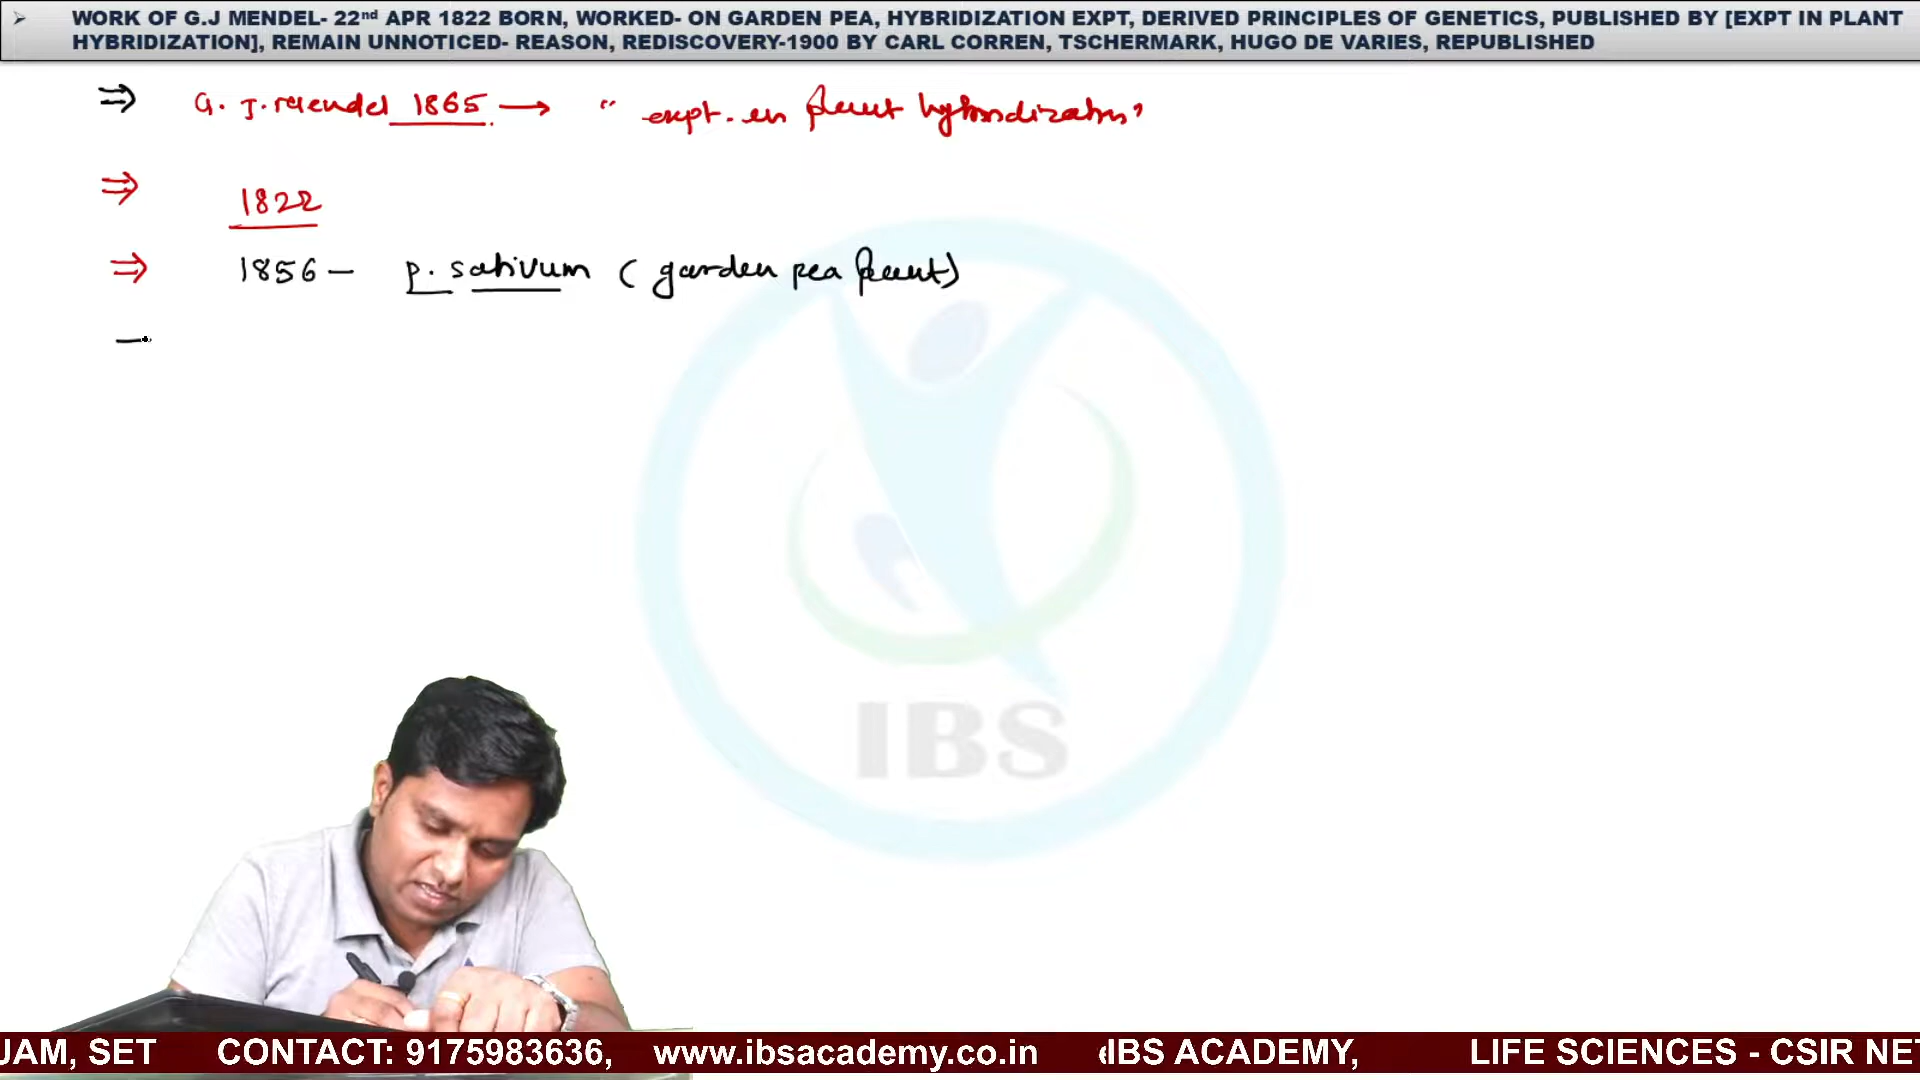 WORK OF G.J MENDEL- 22nd APR 1822 BORN, WORKED- ON GARDEN PEA, HYBRIDIZATION EXPT, DERIVED PRINCIPLES OF GENETICS, PUBLISHED BY [EXPT IN PLANT
HYBRIDIZATION], REMAIN UNNOTICED- REASON, REDISCOVERY-1900 BY CARL CORREN, TSCHERMARK, HUGO DE VARIES, REPUBLISHED
⇒ G. J. Mendel 1865 → "expt. in plant hybridization"
⇒ 1822
⇒ 1856 – P. sativum (garden pea plant)
IBS
JAM, SET CONTACT: 9175983636, www.ibsacademy.co.in IBS ACADEMY, LIFE SCIENCES - CSIR NET